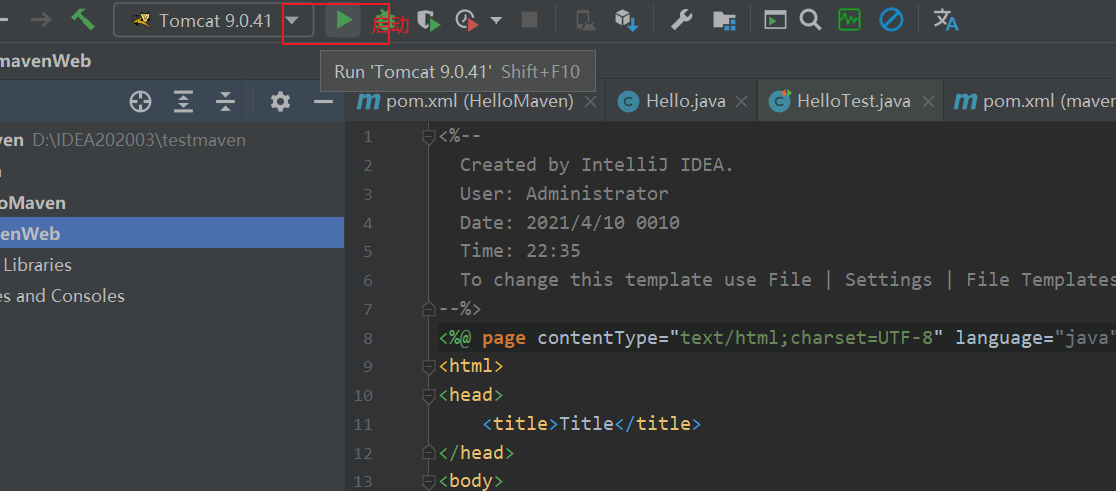 Tomcat 9.0.41
启动
mavenWeb
Run 'Tomcat 9.0.41' Shift+F10
pom.xml (HelloMaven)
Hello.java
HelloTest.java
pom.xml (maven
ven D:\IDEA202003\testmaven
loMaven
venWeb
Libraries
es and Consoles
1 <%--
2 Created by IntelliJ IDEA.
3 User: Administrator
4 Date: 2021/4/10 0010
5 Time: 22:35
6 To change this template use File | Settings | File Templates
7 --%>
8 <%@ page contentType="text/html;charset=UTF-8" language="java"
9 <html>
10 <head>
11 <title>Title</title>
12 </head>
13 <body>